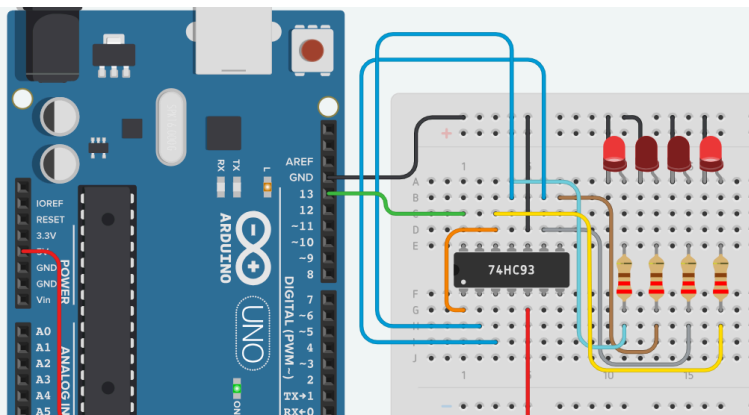 AREF
GND
13
12
~11
~10
~9
8
7
~6
~5
4
~3
2
TX→1
RX←0
IOREF
RESET
3.3V
5V
GND
GND
Vin
A0
A1
A2
A3
A4
A5
POWER
ANALOG IN
RX
TX
L
ARDUINO
UNO
DIGITAL (PWM ~)
ON
74HC93
+
1
15
A
B
C
D
E
F
G
H
I
J
1
10
15